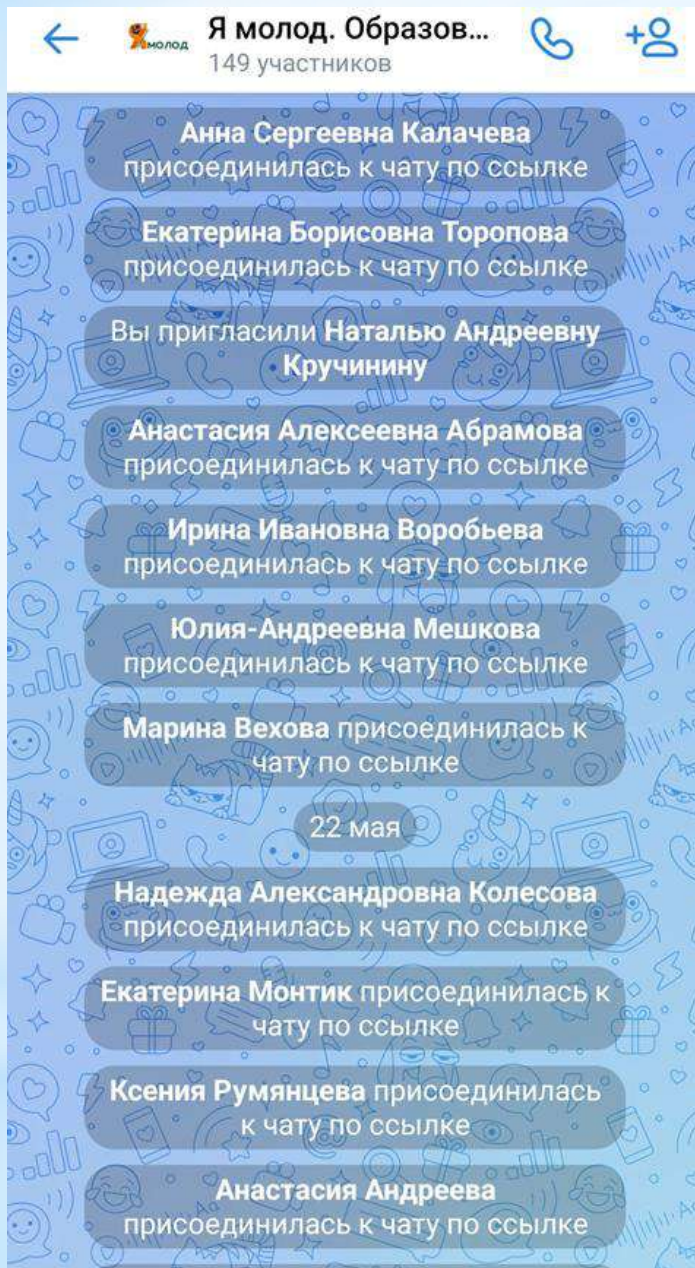 Ямолод
Я молод. Образов...
149 участников
Анна Сергеевна Калачева
присоединилась к чату по ссылке
Екатерина Борисовна Торопова
присоединилась к чату по ссылке
Вы пригласили Наталью Андреевну
Кручинину
Анастасия Алексеевна Абрамова
присоединилась к чату по ссылке
Ирина Ивановна Воробьева
присоединилась к чату по ссылке
Юлия-Андреевна Мешкова
присоединилась к чату по ссылке
Марина Вехова присоединилась к
чату по ссылке
22 мая
Надежда Александровна Колесова
присоединилась к чату по ссылке
Екатерина Монтик присоединилась к
чату по ссылке
Ксения Румянцева присоединилась
к чату по ссылке
Анастасия Андреева
присоединилась к чату по ссылке